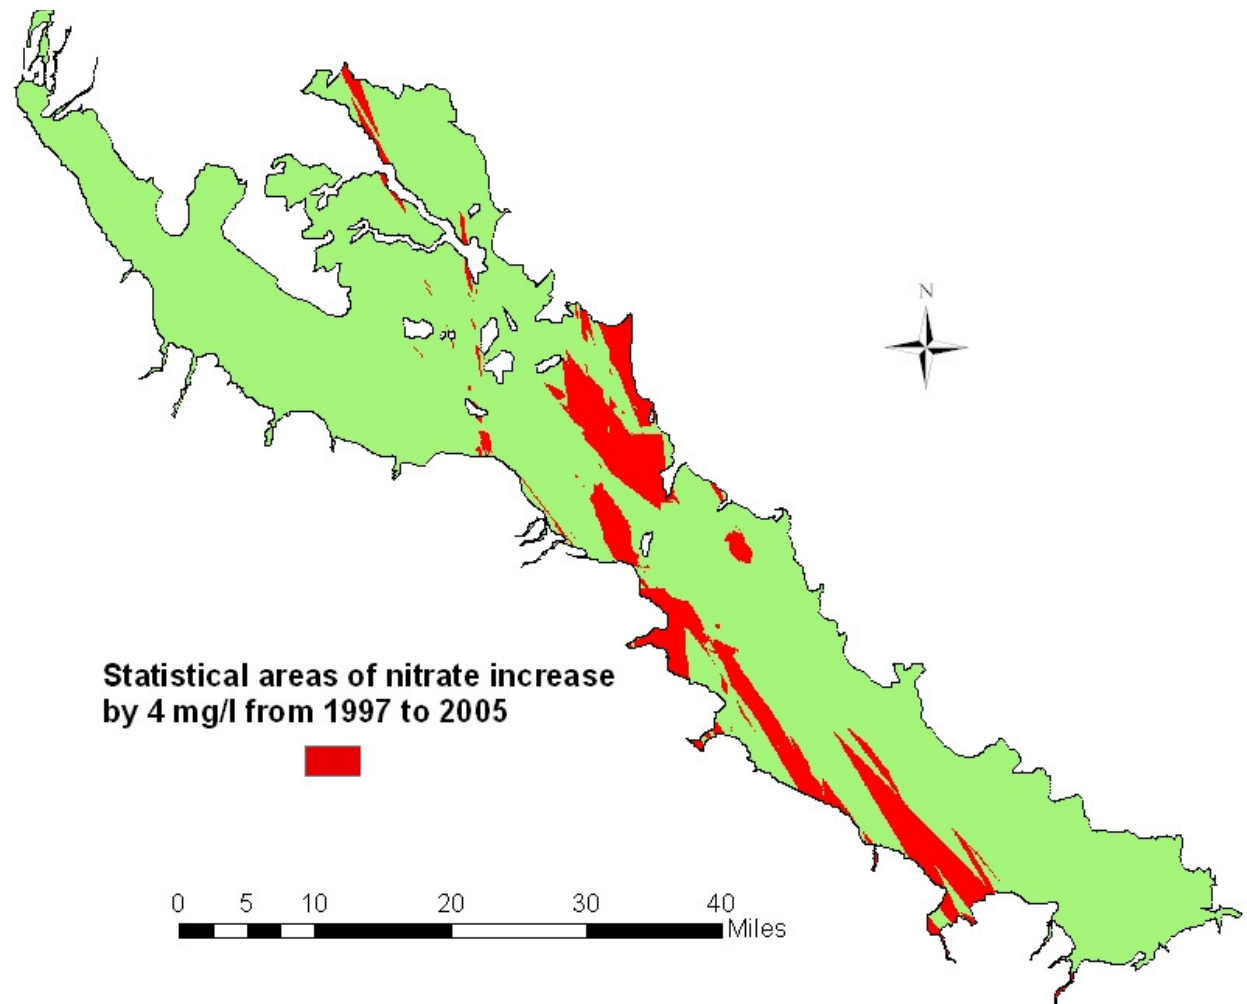 N
Statistical areas of nitrate increase
by 4 mg/l from 1997 to 2005
0 5 10 20 30 40
Miles